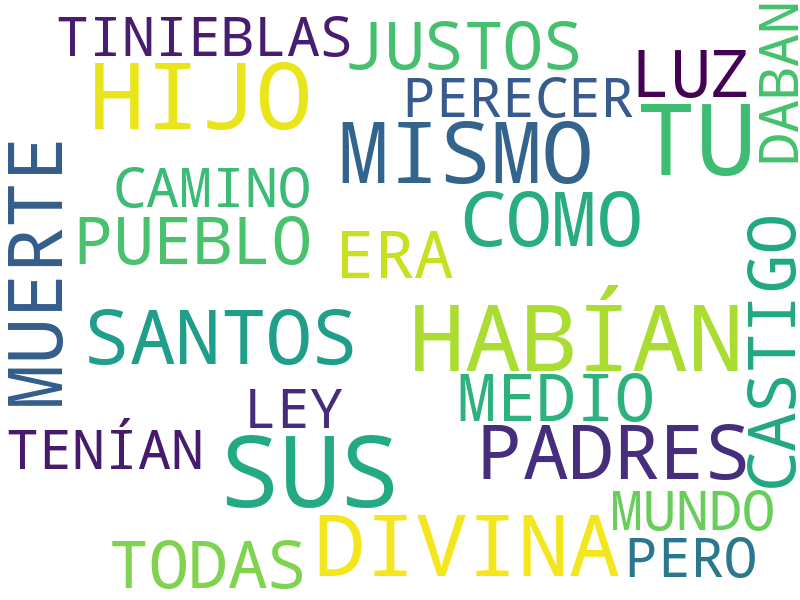 TINIEBLAS
JUSTOS
HIJO
LUZ
DABAN
PERECER
TU
MISMO
MUERTE
CAMINO
COMO
PUEBLO
ERA
CASTIGO
SANTOS
HABÍAN
MEDIO
LEY
TENÍAN
PADRES
SUS
MUNDO
DIVINA
TODAS
PERO